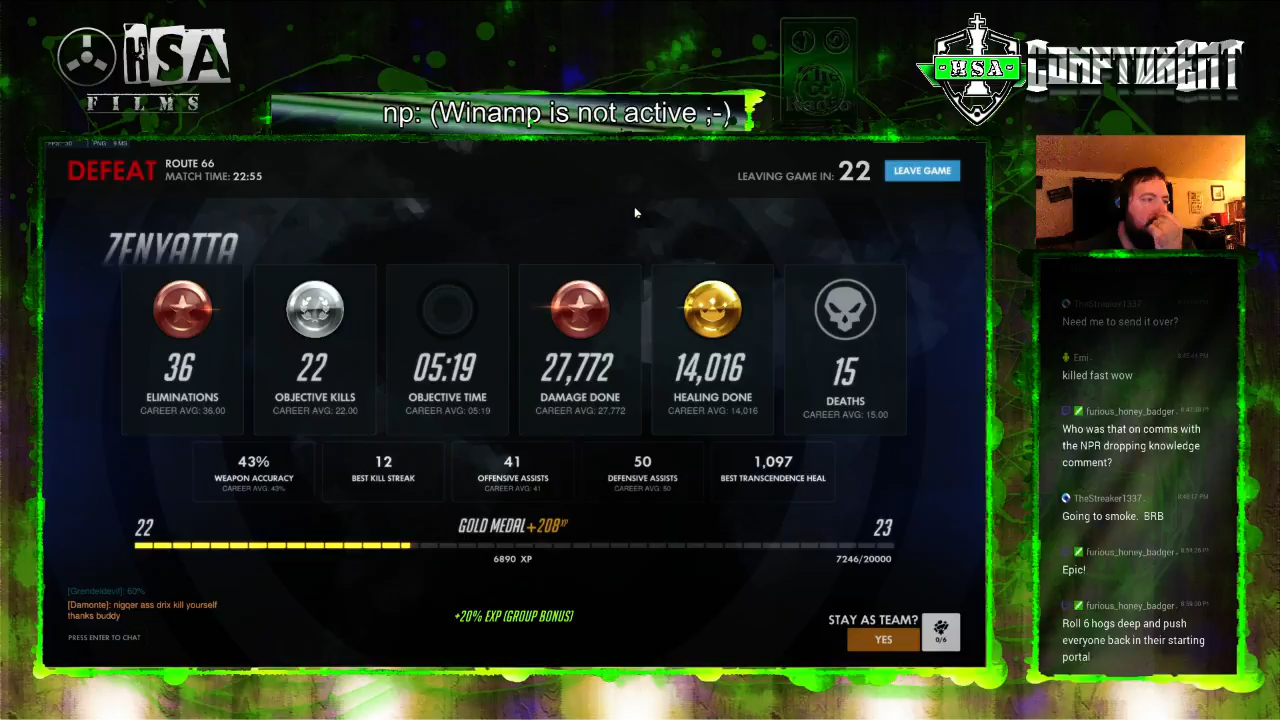 HSA
FILMS
np: (Winamp is not active ;-)
HSA
COMPTVNENT
FPS: 30 PNG 9 MS
DEFEAT
ROUTE 66
MATCH TIME: 22:55
LEAVING GAME IN: 22
LEAVE GAME
ZENYATTA
36
ELIMINATIONS
CAREER AVG: 36.00
22
OBJECTIVE KILLS
CAREER AVG: 22.00
05:19
OBJECTIVE TIME
CAREER AVG: 05:19
27,772
DAMAGE DONE
CAREER AVG: 27,772
14,016
HEALING DONE
CAREER AVG: 14,016
15
DEATHS
CAREER AVG: 15.00
43%
WEAPON ACCURACY
CAREER AVG: 43%
12
BEST KILL STREAK
41
OFFENSIVE ASSISTS
CAREER AVG: 41
50
DEFENSIVE ASSISTS
CAREER AVG: 50
1,097
BEST TRANSCENDENCE HEAL
22
GOLD MEDAL +208 XP
23
6890 XP
7246/20000
[Grendeldevil]: 60%
[Damonte]: nigqer ass drix kill yourself
thanks buddy
PRESS ENTER TO CHAT
+20% EXP (GROUP BONUS)
STAY AS TEAM?
YES
0/6
TheStreaker1337
Need me to send it over?
Emi
killed fast wow
furious_honey_badger
Who was that on comms with
the NPR dropping knowledge
comment?
TheStreaker1337
Going to smoke. BRB
furious_honey_badger
Epic!
furious_honey_badger
Roll 6 hogs deep and push
everyone back in their starting
portal